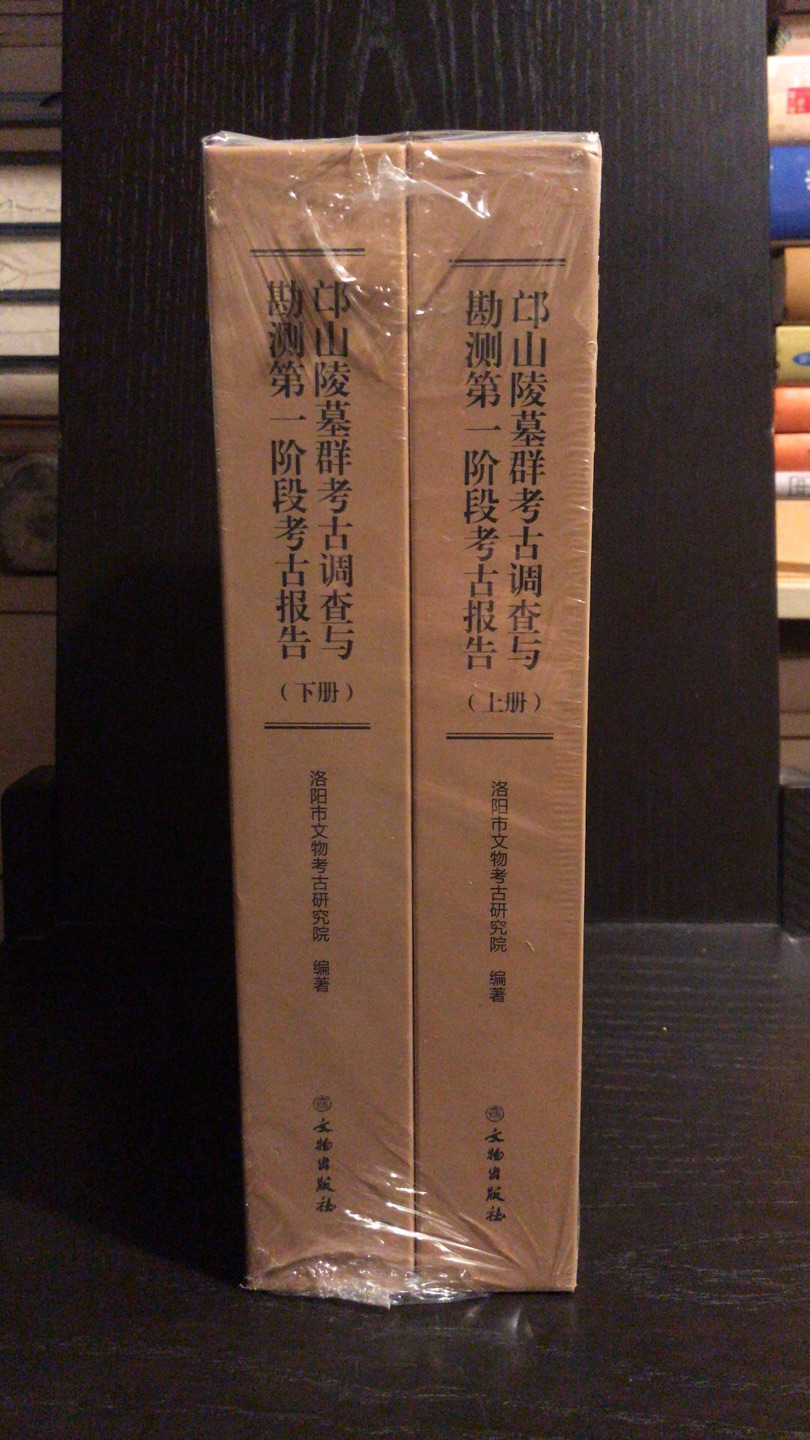 邙山陵墓群考古调查与
勘测第一阶段考古报告
（上册）
洛阳市文物考古研究院 编著
文物出版社
邙山陵墓群考古调查与
勘测第一阶段考古报告
（下册）
洛阳市文物考古研究院 编著
文物出版社